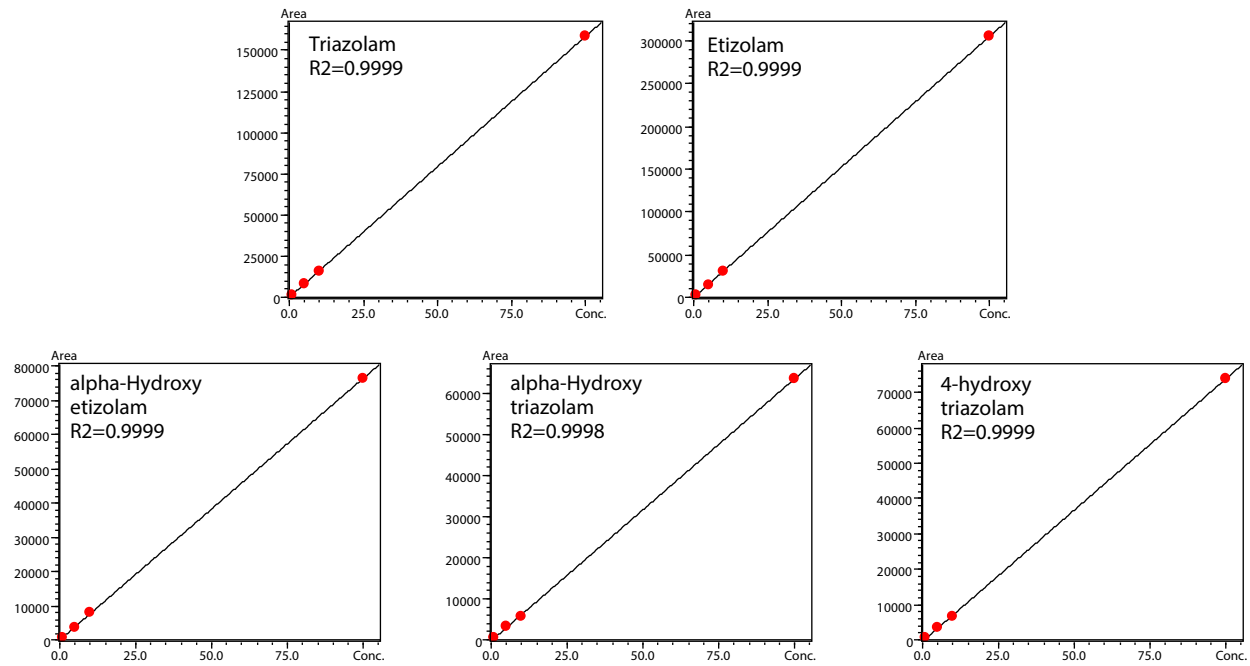 Area
Triazolam
R2=0.9999
150000
125000
100000
75000
50000
25000
0
0.0 25.0 50.0 75.0 Conc.
Area
Etizolam
R2=0.9999
300000
250000
200000
150000
100000
50000
0
0.0 25.0 50.0 75.0 Conc.
Area
alpha-Hydroxy
etizolam
R2=0.9999
80000
70000
60000
50000
40000
30000
20000
10000
0
0.0 25.0 50.0 75.0 Conc.
Area
alpha-Hydroxy
triazolam
R2=0.9998
60000
50000
40000
30000
20000
10000
0
0.0 25.0 50.0 75.0 Conc.
Area
4-hydroxy
triazolam
R2=0.9999
70000
60000
50000
40000
30000
20000
10000
0
0.0 25.0 50.0 75.0 Conc.